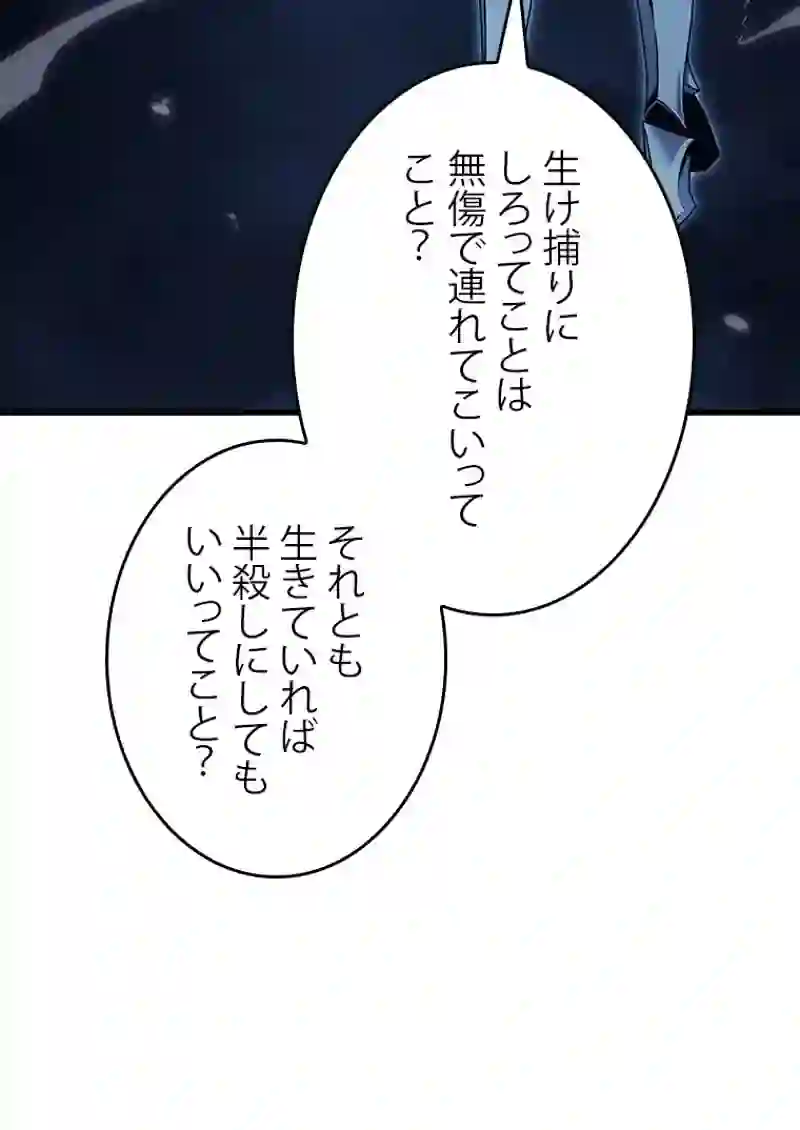 生け捕りに
しろってことは
無傷で連れてこいって
こと？
それとも
生きていれば
半殺しにしても
いいってこと？